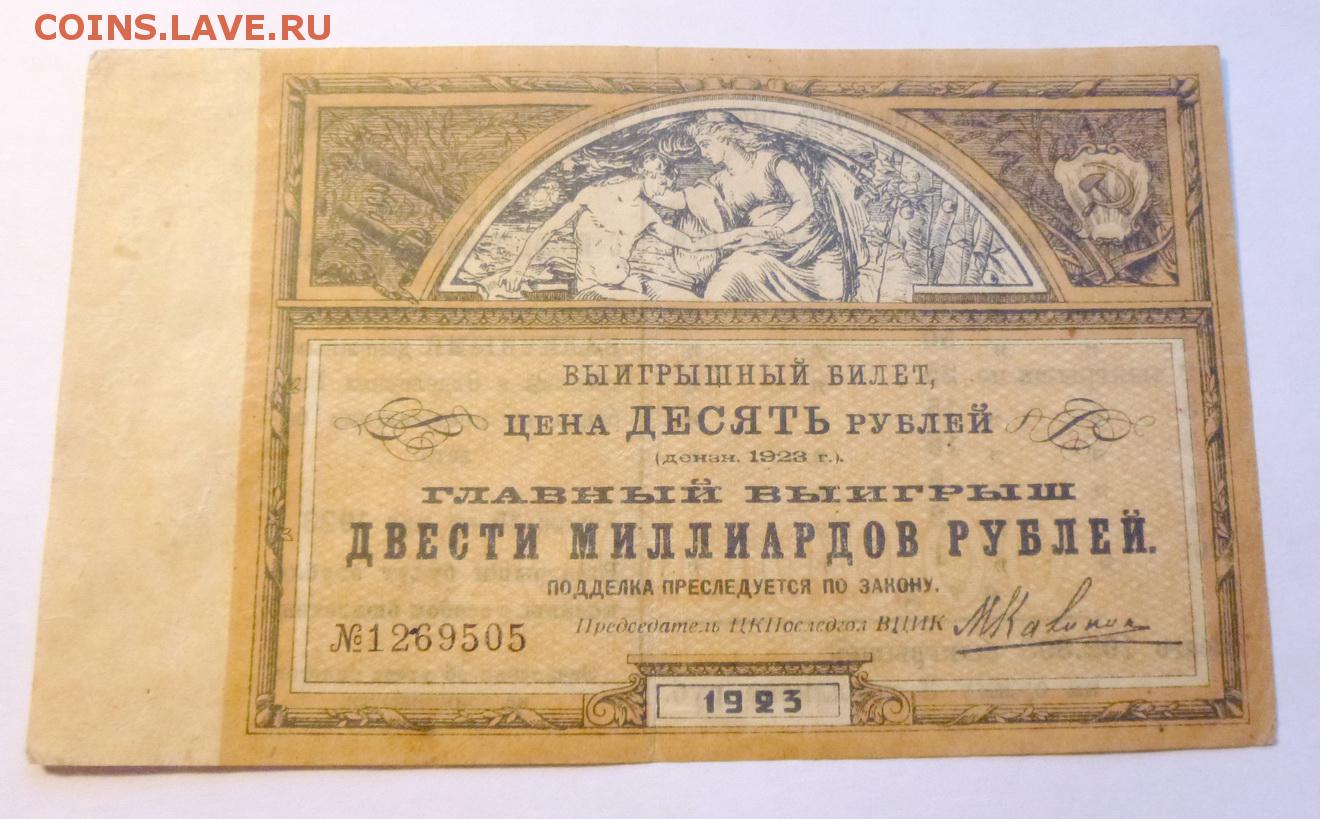 COINS.LAVE.RU
ВЫИГРЫШНЫЙ БИЛЕТ,
ЦЕНА ДЕСЯТЬ РУБЛЕЙ
(дензн. 1923 г.).
ГЛАВНЫЙ ВЫИГРЫШ
ДВЕСТИ МИЛЛИАРДОВ РУБЛЕЙ.
ПОДДЕЛКА ПРЕСЛЕДУЕТСЯ ПО ЗАКОНУ.
Председатель ЦКПоследгол ВЦИК МКалинин
№1269505
1923